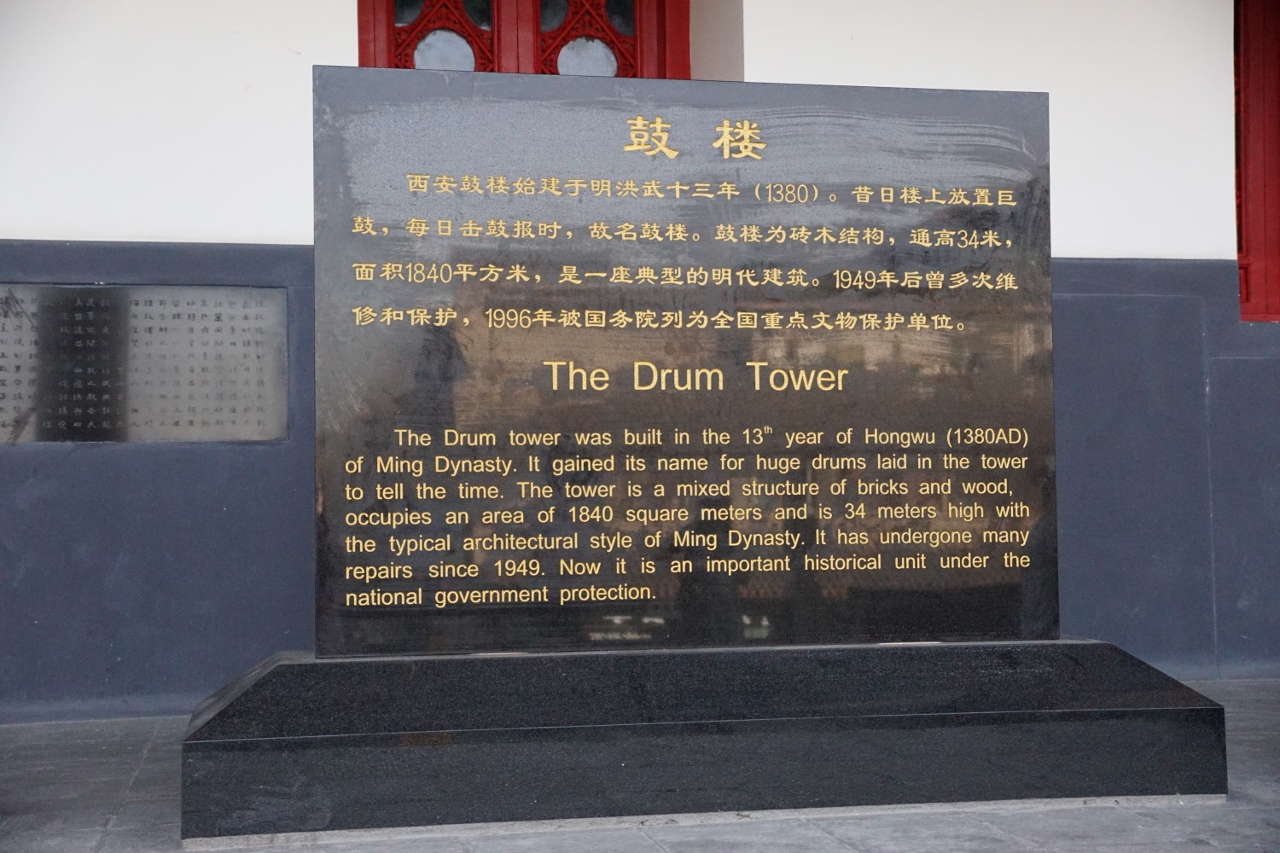 鼓楼
西安鼓楼始建于明洪武十三年（1380）。昔日楼上放置巨
鼓，每日击鼓报时，故名鼓楼。鼓楼为砖木结构，通高34米，
面积1840平方米，是一座典型的明代建筑。1949年后曾多次维
修和保护，1996年被国务院列为全国重点文物保护单位。
The Drum Tower
The Drum tower was built in the 13th year of Hongwu (1380AD)
of Ming Dynasty. It gained its name for huge drums laid in the tower
to tell the time. The tower is a mixed structure of bricks and wood,
occupies an area of 1840 square meters and is 34 meters high with
the typical architectural style of Ming Dynasty. It has undergone many
repairs since 1949. Now it is an important historical unit under the
national government protection.